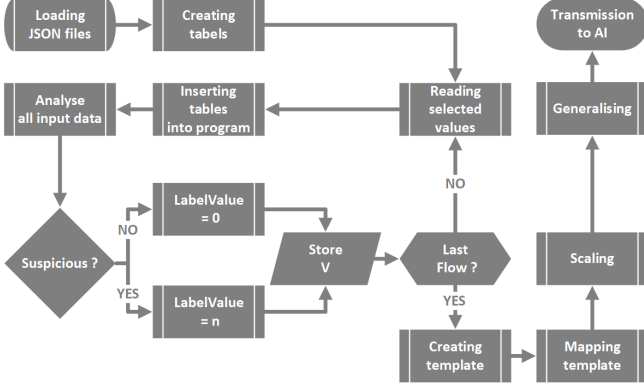 Loading
JSON files
Creating
tabels
Transmission
to AI
Analyse
all input data
Inserting
tables
into program
Reading
selected
values
Generalising
NO
LabelValue
= 0
NO
Suspicious ?
YES
LabelValue
= n
Store
V
Last
Flow ?
YES
Scaling
Creating
template
Mapping
template